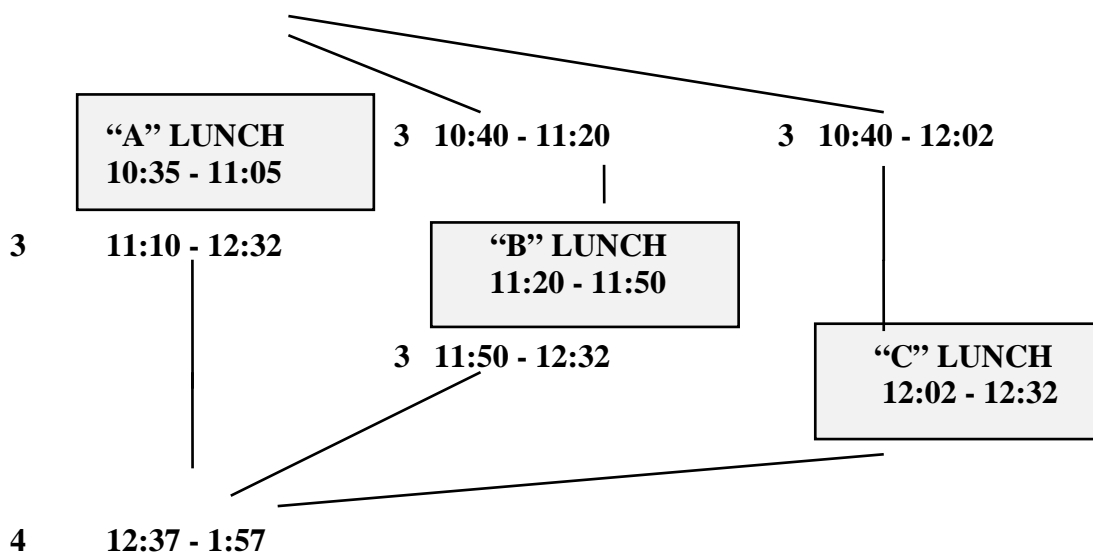 “A” LUNCH
10:35 - 11:05
3 10:40 - 11:20
3 10:40 - 12:02
3 11:10 - 12:32
“B” LUNCH
11:20 - 11:50
3 11:50 - 12:32
“C” LUNCH
12:02 - 12:32
4 12:37 - 1:57